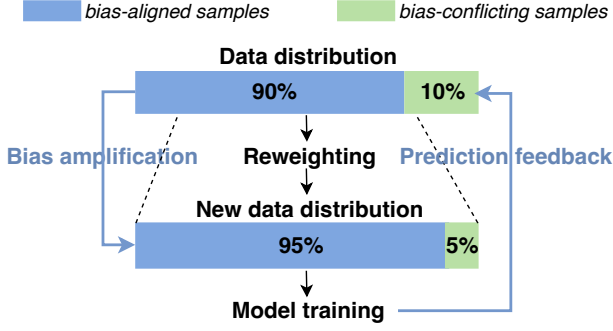 bias-aligned samples
bias-conflicting samples
Data distribution
90%
10%
Bias amplification
Reweighting
Prediction feedback
New data distribution
95%
5%
Model training